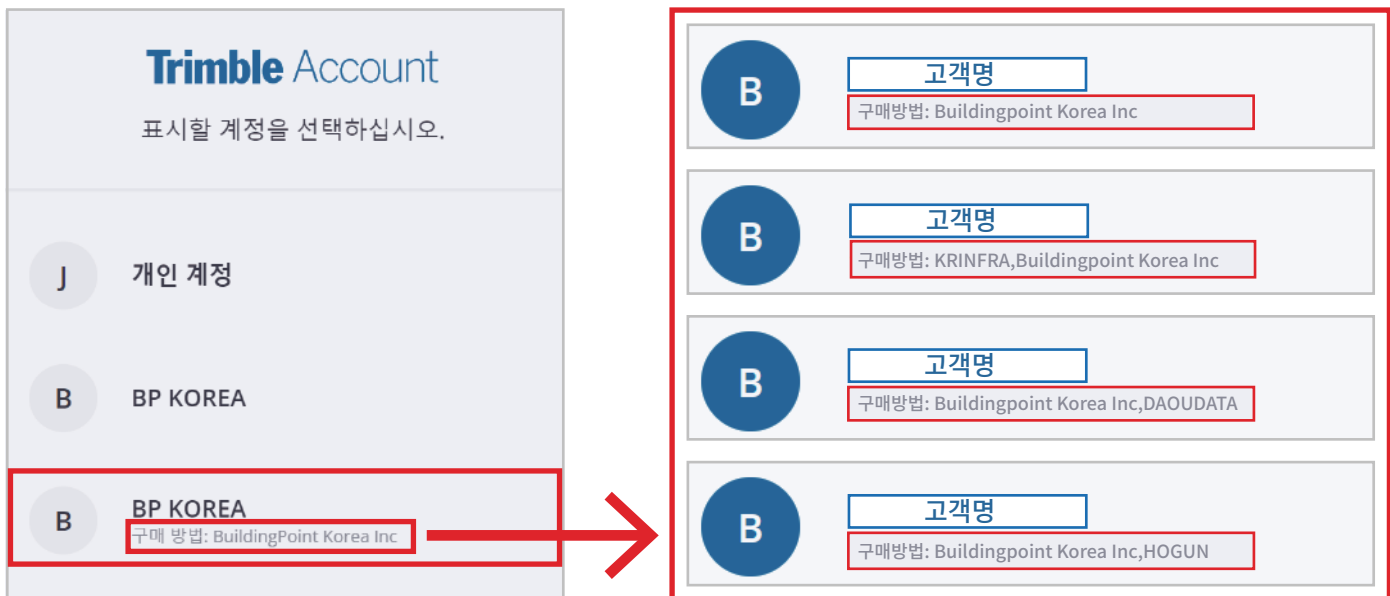 Trimble Account
표시할 계정을 선택하십시오.
J
개인 계정
B
BP KOREA
B
BP KOREA
구매 방법: BuildingPoint Korea Inc
B
고객명
구매방법: Buildingpoint Korea Inc
B
고객명
구매방법: KRINFRA,Buildingpoint Korea Inc
B
고객명
구매방법: Buildingpoint Korea Inc,DAOUDATA
B
고객명
구매방법: Buildingpoint Korea Inc,HOGUN